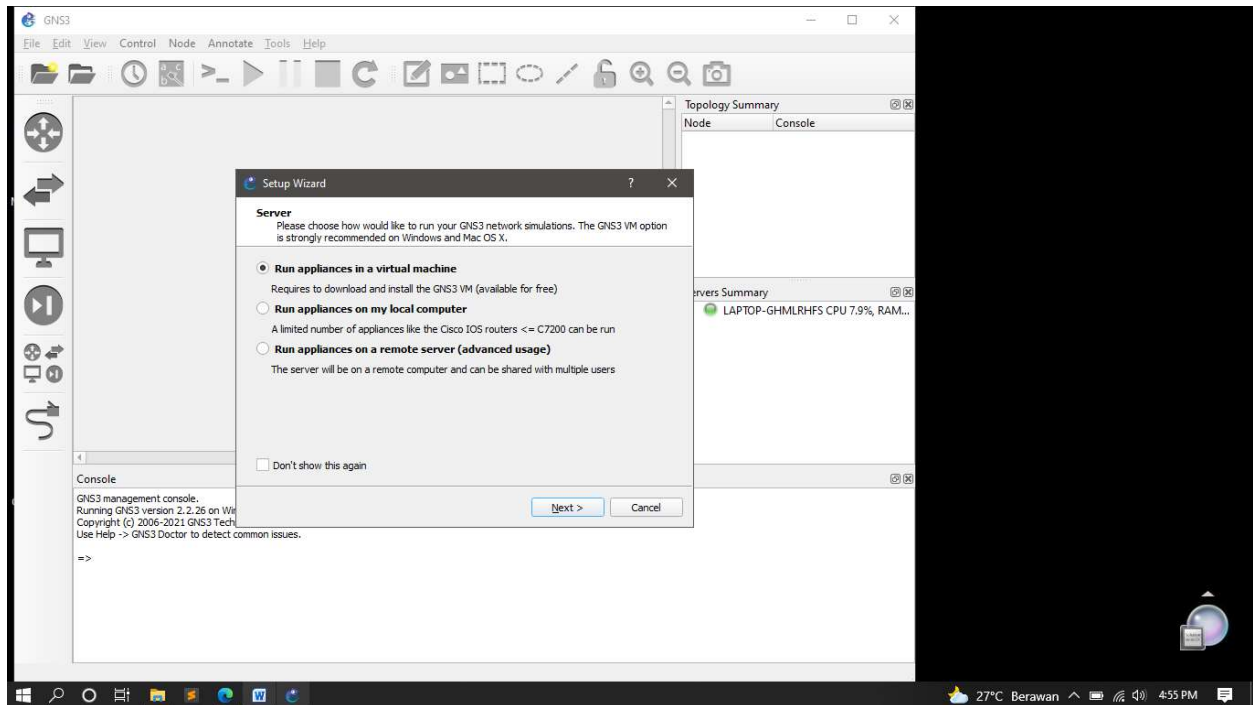 GNS3
File Edit View Control Node Annotate Tools Help
Topology Summary
Node Console
Setup Wizard ?
Server
Please choose how would like to run your GNS3 network simulations. The GNS3 VM option
is strongly recommended on Windows and Mac OS X.
Run appliances in a virtual machine
Requires to download and install the GNS3 VM (available for free)
Run appliances on my local computer
A limited number of appliances like the Cisco IOS routers <= C7200 can be run
Run appliances on a remote server (advanced usage)
The server will be on a remote computer and can be shared with multiple users
Don't show this again
Next > Cancel
ervers Summary
LAPTOP-GHMLRHFS CPU 7.9%, RAM...
Console
GNS3 management console.
Running GNS3 version 2.2.26 on Wi
Copyright (c) 2006-2021 GNS3 Tech
Use Help -> GNS3 Doctor to detect common issues.
=>
27°C Berawan 4:55 PM